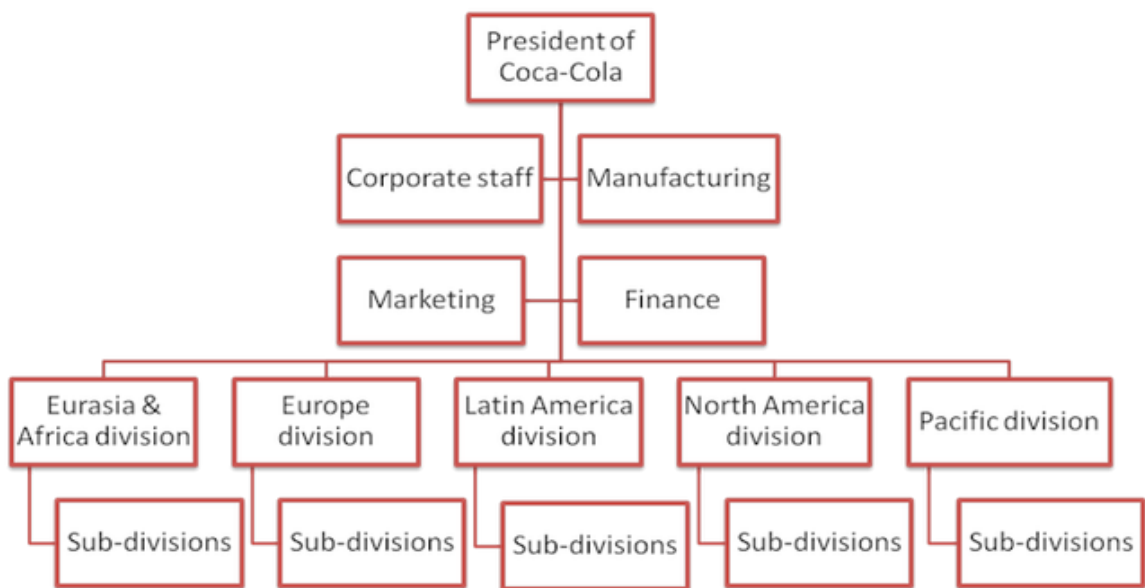 President of
Coca-Cola
Corporate staff
Manufacturing
Marketing
Finance
Eurasia &
Africa division
Europe
division
Latin America
division
North America
division
Pacific division
Sub-divisions
Sub-divisions
Sub-divisions
Sub-divisions
Sub-divisions